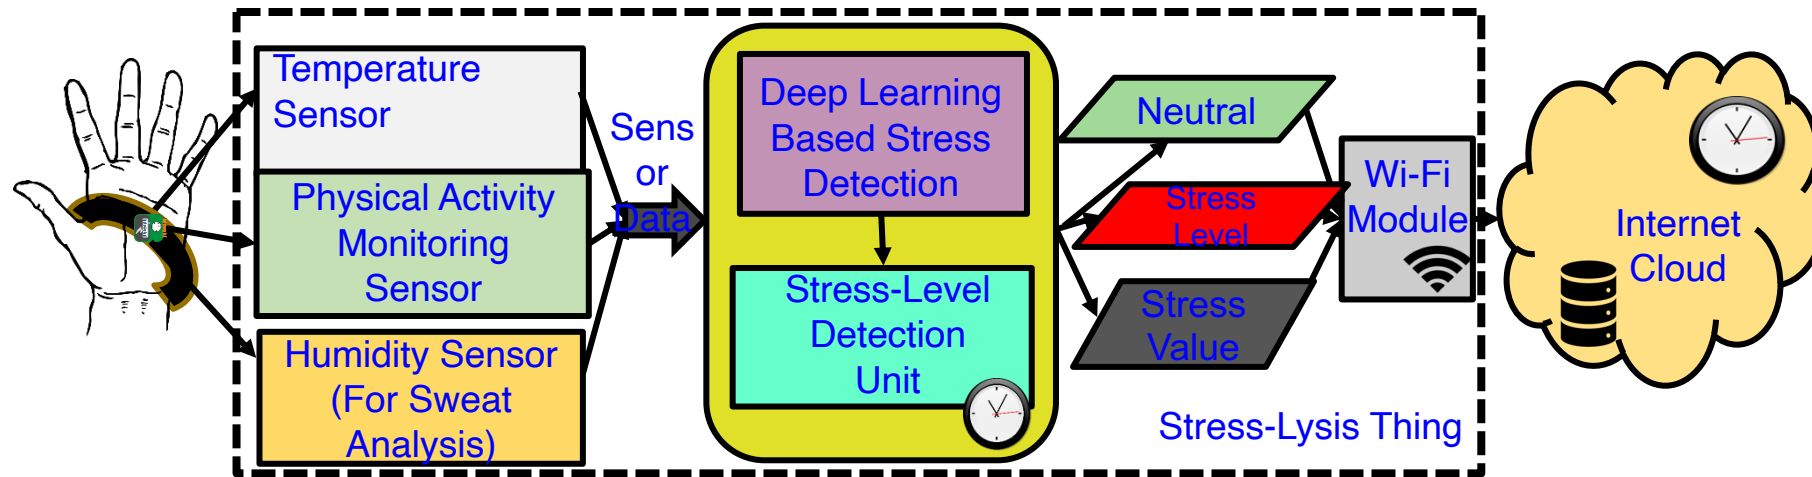 Temperature
Sensor
Physical Activity
Monitoring
Sensor
Humidity Sensor
(For Sweat
Analysis)
Sens
or
Data
Deep Learning
Based Stress
Detection
Stress-Level
Detection
Unit
Neutral
Stress
Level
Stress
Value
Wi-Fi
Module
Stress-Lysis Thing
Internet
Cloud